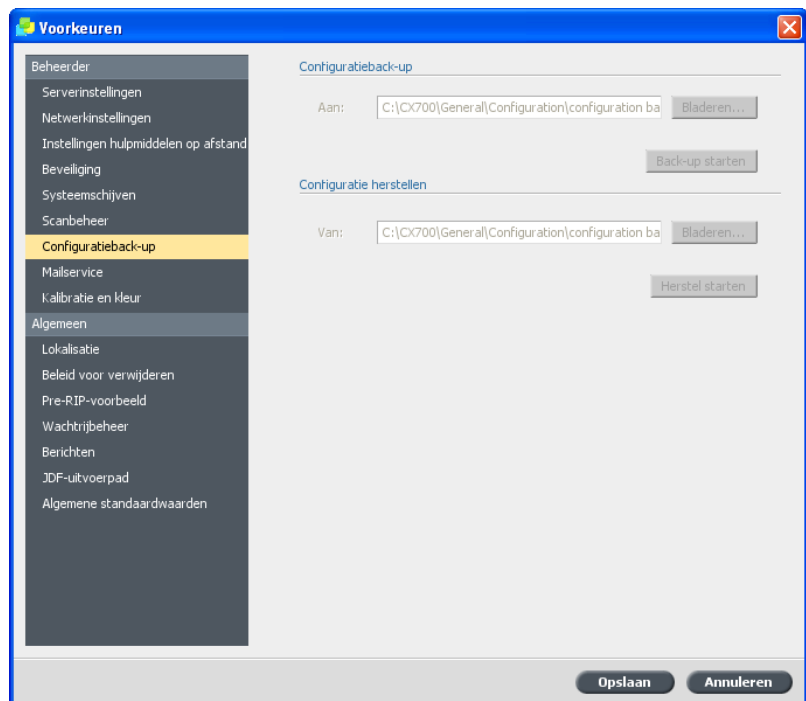 Voorkeuren
Beheerder
Serverinstellingen
Netwerkinstellingen
Instellingen hulpmiddelen op afstand
Beveiliging
Systeemschijven
Scanbeheer
Configuratieback-up
Mailservice
Kalibratie en kleur
Algemeen
Lokalisatie
Beleid voor verwijderen
Pre-RIP-voorbeeld
Wachtrijbeheer
Berichten
JDF-uitvoerpad
Algemene standaardwaarden
Configuratieback-up
Aan: C:\CX700\General\Configuration\configuration ba Bladeren...
Back-up starten
Configuratie herstellen
Van: C:\CX700\General\Configuration\configuration ba Bladeren...
Herstel starten
Opslaan Annuleren